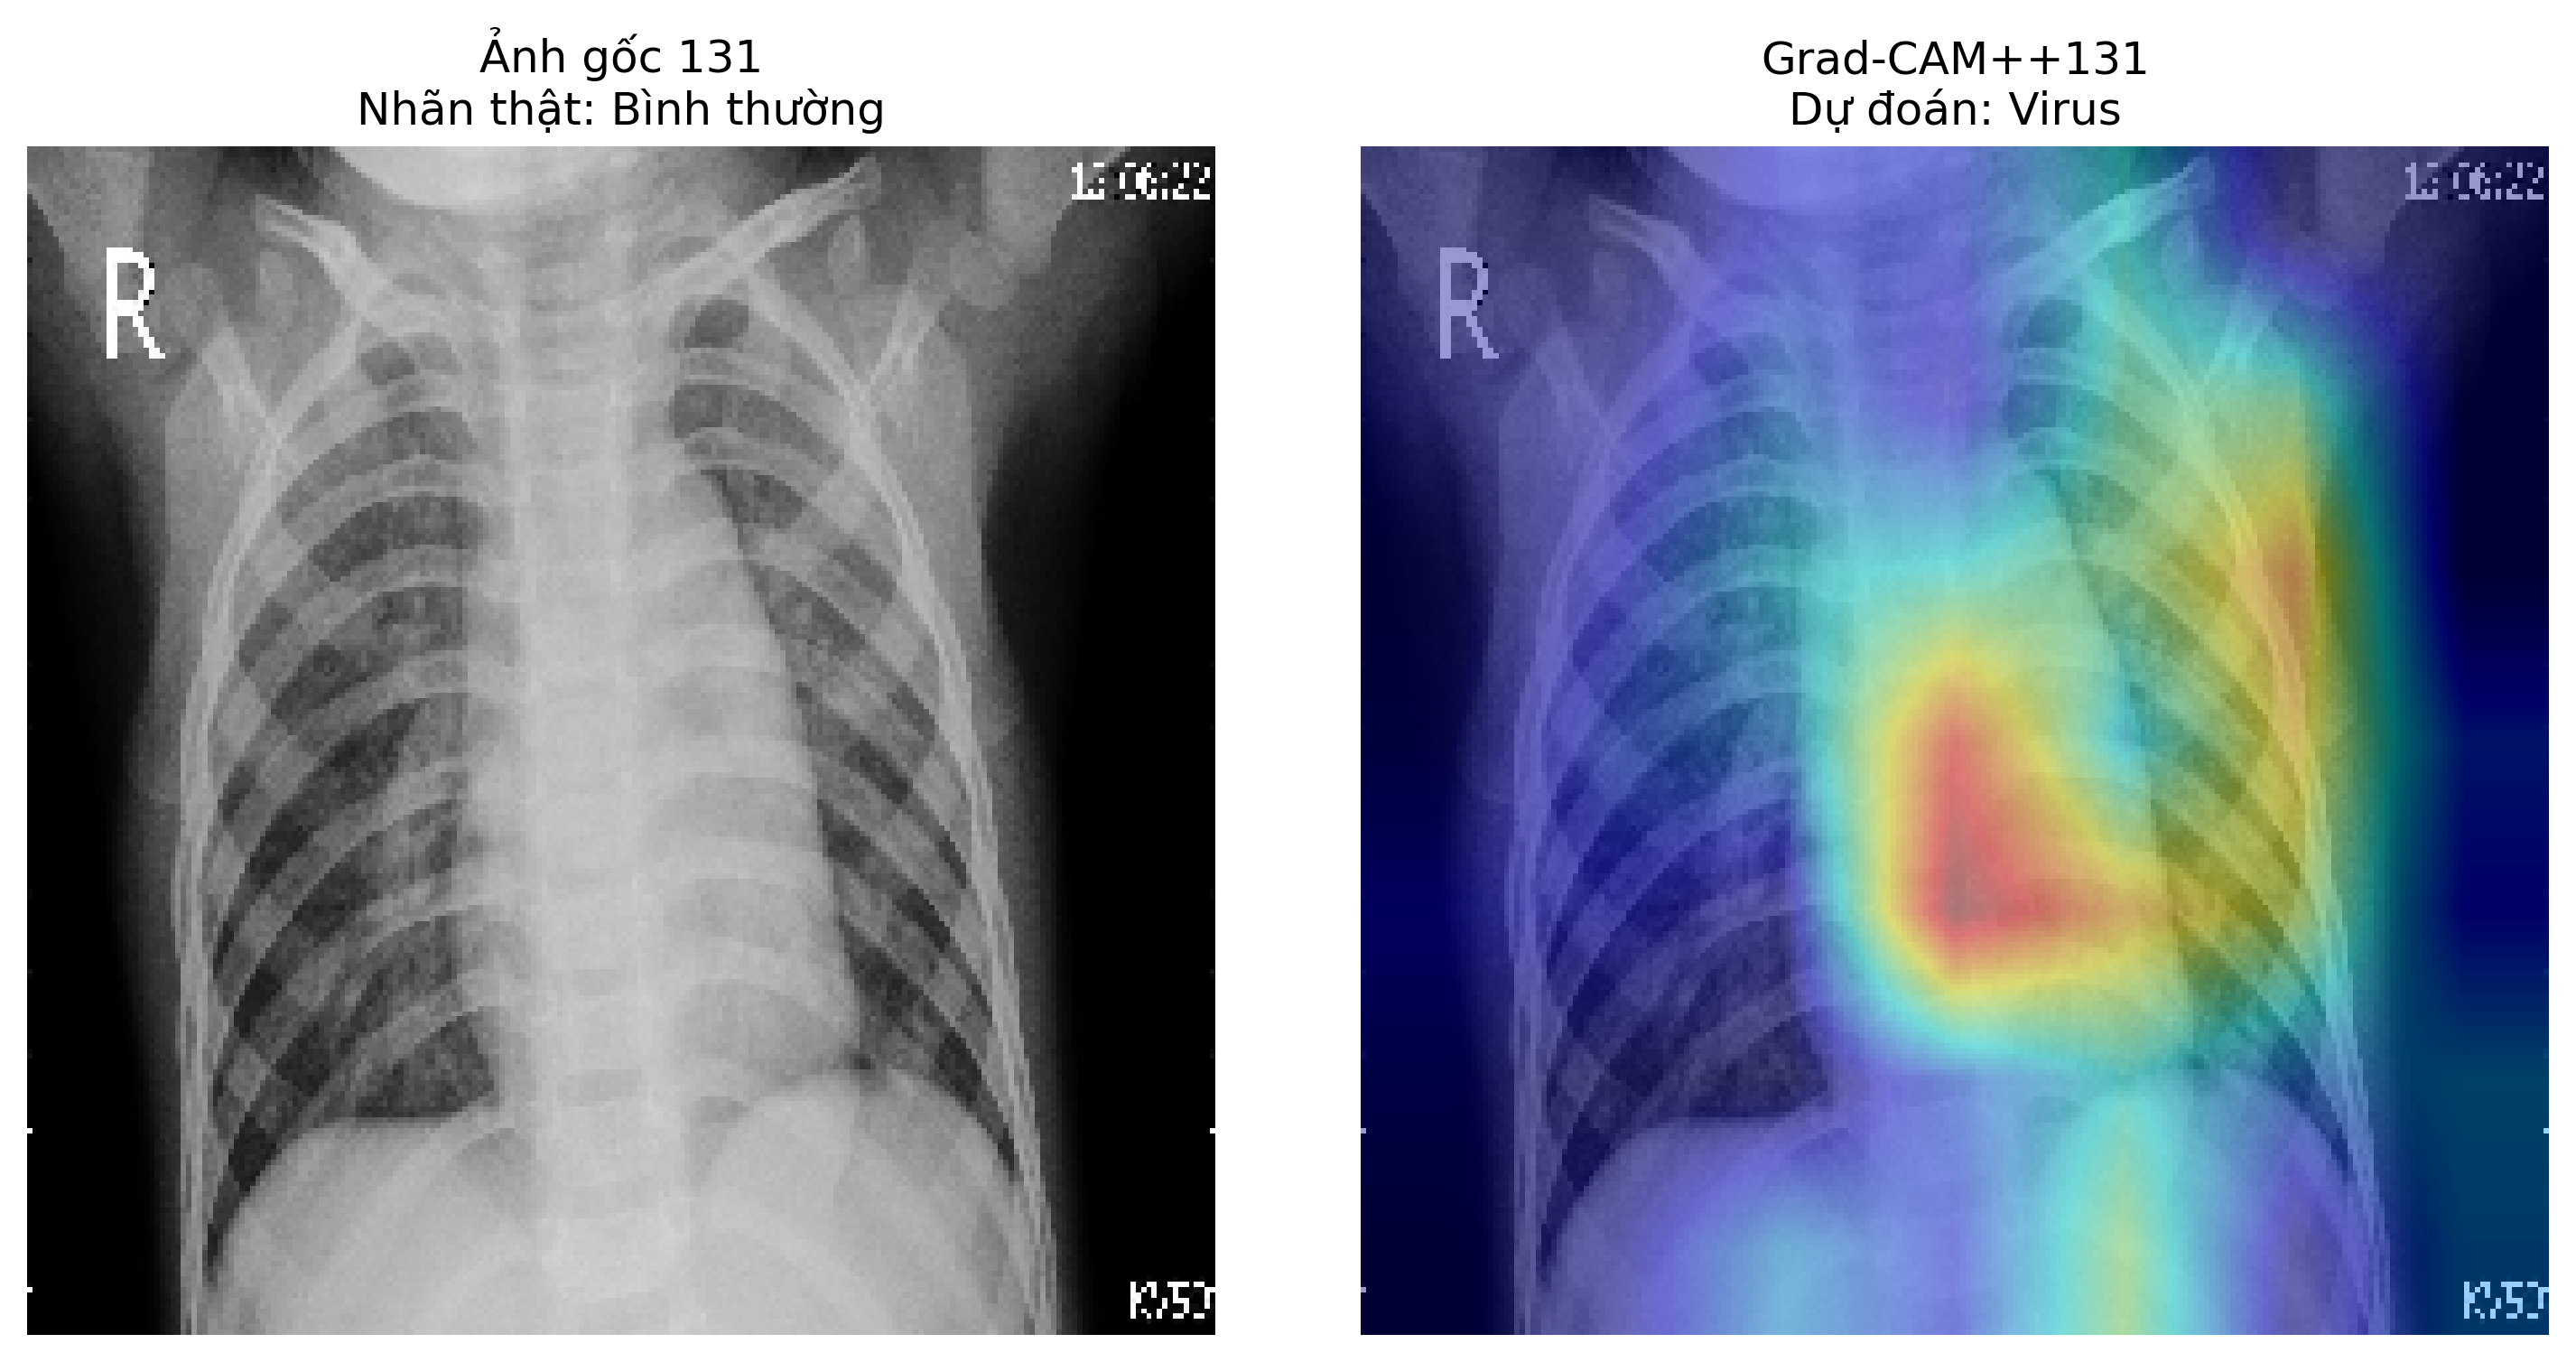 Ảnh gốc 131
Nhãn thật: Bình thường
Grad-CAM++131
Dự đoán: Virus
R
R